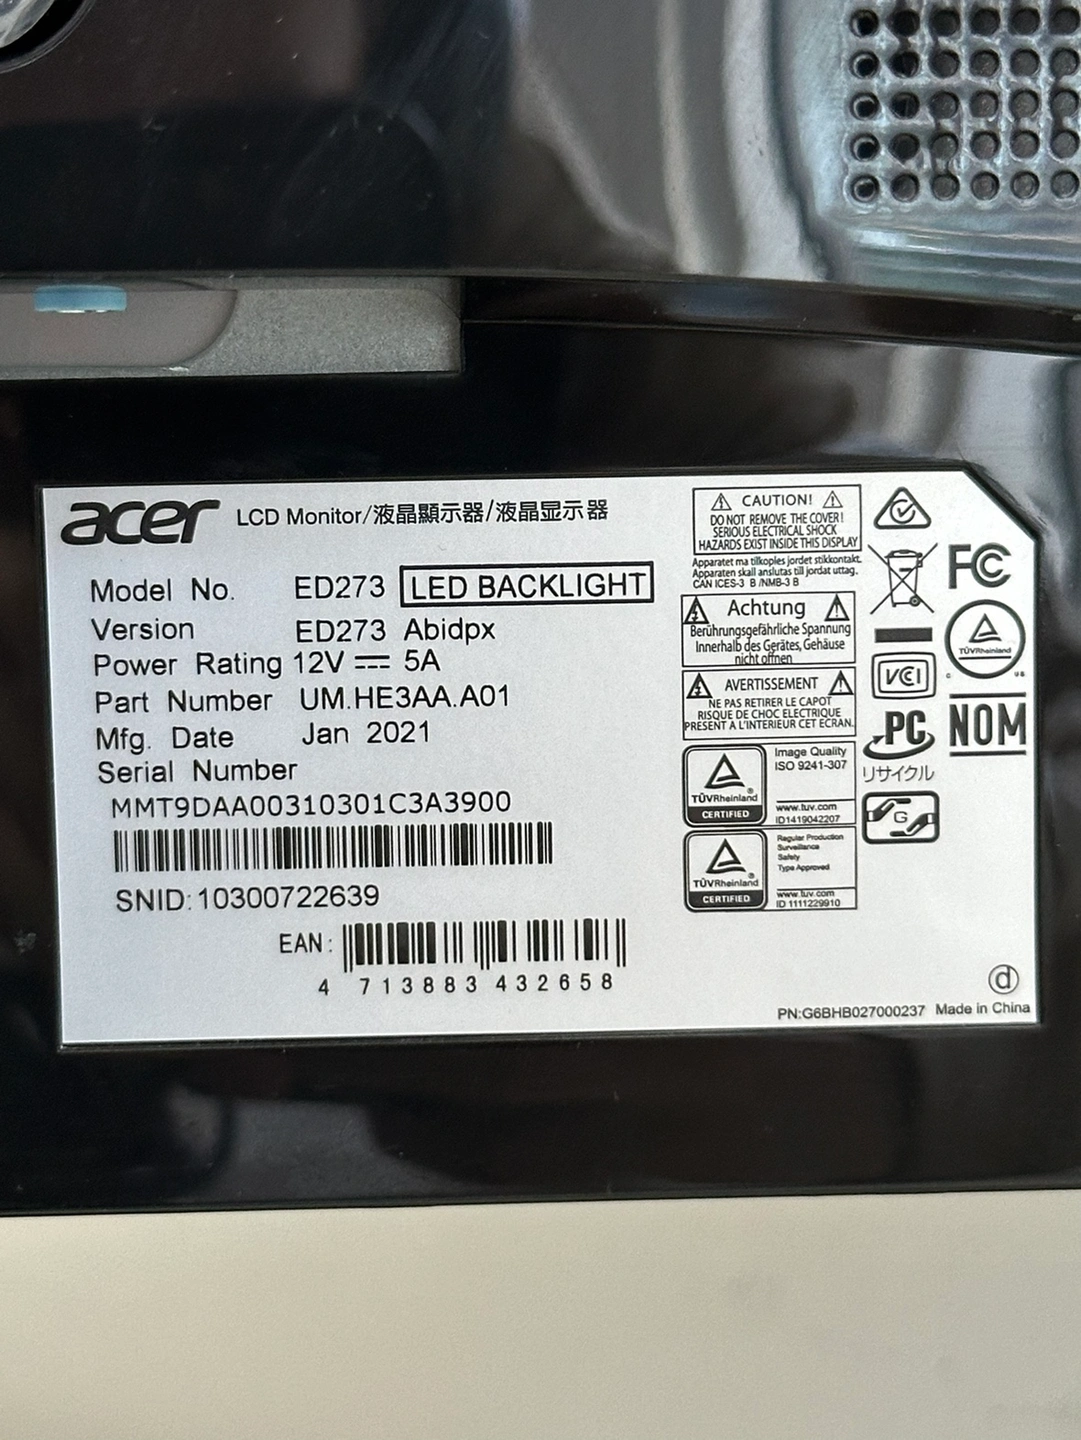 acer LCD Monitor/液晶顯示器/液晶显示器
Model No. ED273 LED BACKLIGHT
Version ED273 Abidpx
Power Rating 12V 5A
Part Number UM.HE3AA.A01
Mfg. Date Jan 2021
Serial Number
MMT9DAA00310301C3A3900
SNID:10300722639
EAN:
4 713883 432658
CAUTION!
DO NOT REMOVE THE COVER!
SERIOUS ELECTRICAL SHOCK
HAZARDS EXIST INSIDE THIS DISPLAY
Apparatet ma tilkoples jordet stikkontakt.
Apparaten skall anslutas till jordat uttag.
CAN ICES-3 B /NMB-3 B
Achtung
Berührungsgefährliche Spannung
Innerhalb des Gerätes, Gehäuse
nicht öffnen
AVERTISSEMENT
NE PAS RETIRER LE CAPOT
RISQUE DE CHOC ELECTRIQUE
PRESENT A L'INTERIEUR CET ECRAN.
TÜVRheinland
CERTIFIED
Image Quality
ISO 9241-307
www.tuv.com
ID1419042207
TÜVRheinland
CERTIFIED
Regular Production
Surveillance
Safety
Type Approved
www.tuv.com
ID 1111229910
FC
TÜVRheinland
C US
VCI
PC
NOM
リサイクル
G
d
PN:G6BHB027000237 Made in China